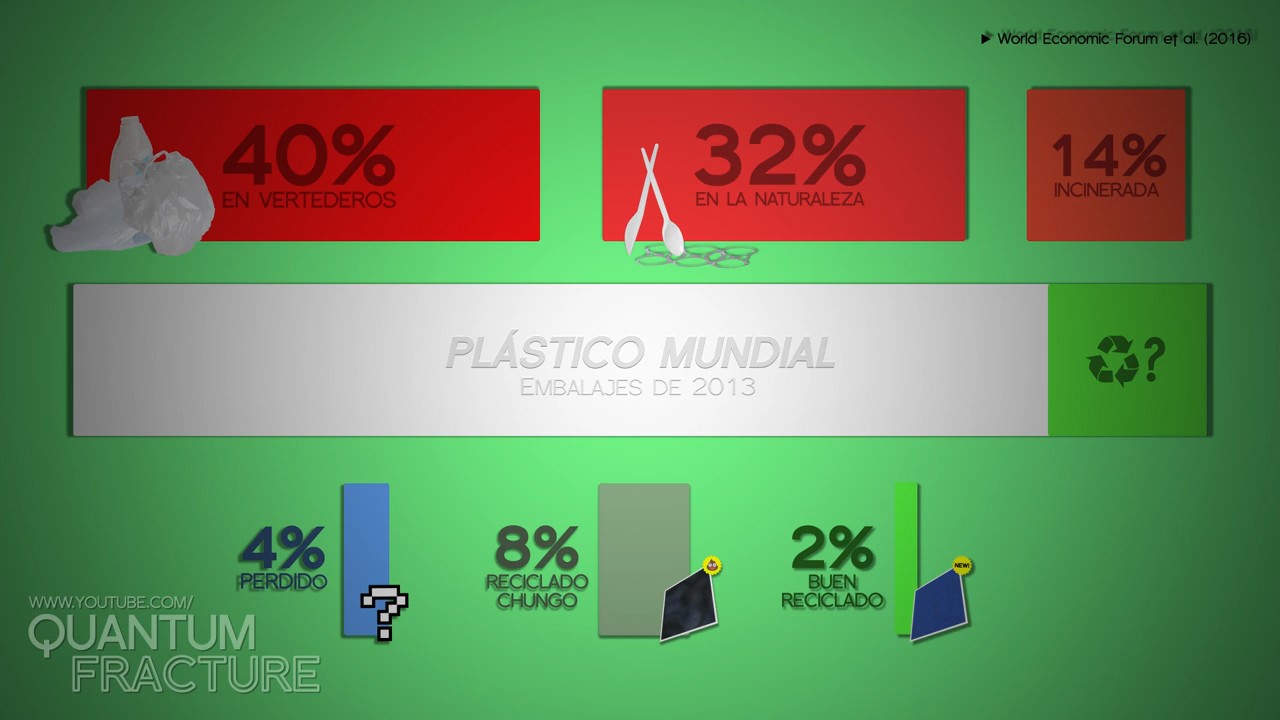 ► World Economic Forum et al. (2016)
40%
EN VERTEDEROS
32%
EN LA NATURALEZA
14%
INCINERADA
PLÁSTICO MUNDIAL
EMBALAJES DE 2013
?
4%
PERDIDO
?
8%
RECICLADO
CHUNGO
2%
BUEN
RECICLADO
NEW!
WWW.YOUTUBE.COM/
QUANTUM
FRACTURE